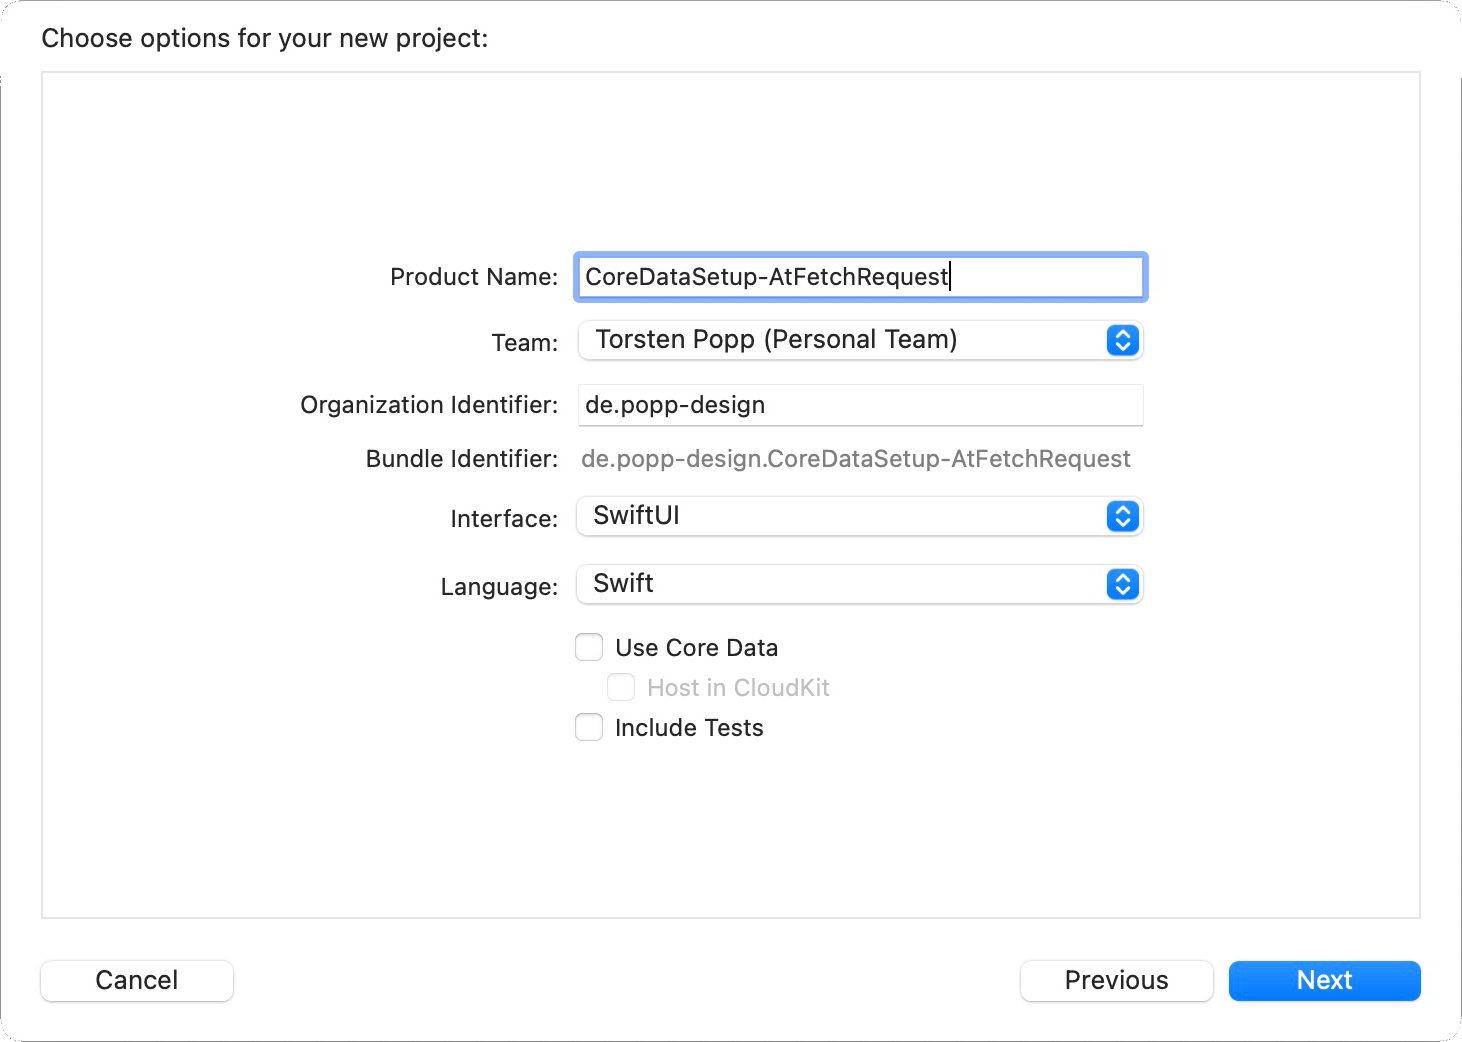 Choose options for your new project:
Product Name: CoreDataSetup-AtFetchRequest
Team: Torsten Popp (Personal Team)
Organization Identifier: de.popp-design
Bundle Identifier: de.popp-design.CoreDataSetup-AtFetchRequest
Interface: SwiftUI
Language: Swift
Use Core Data
Host in CloudKit
Include Tests
Cancel Previous Next